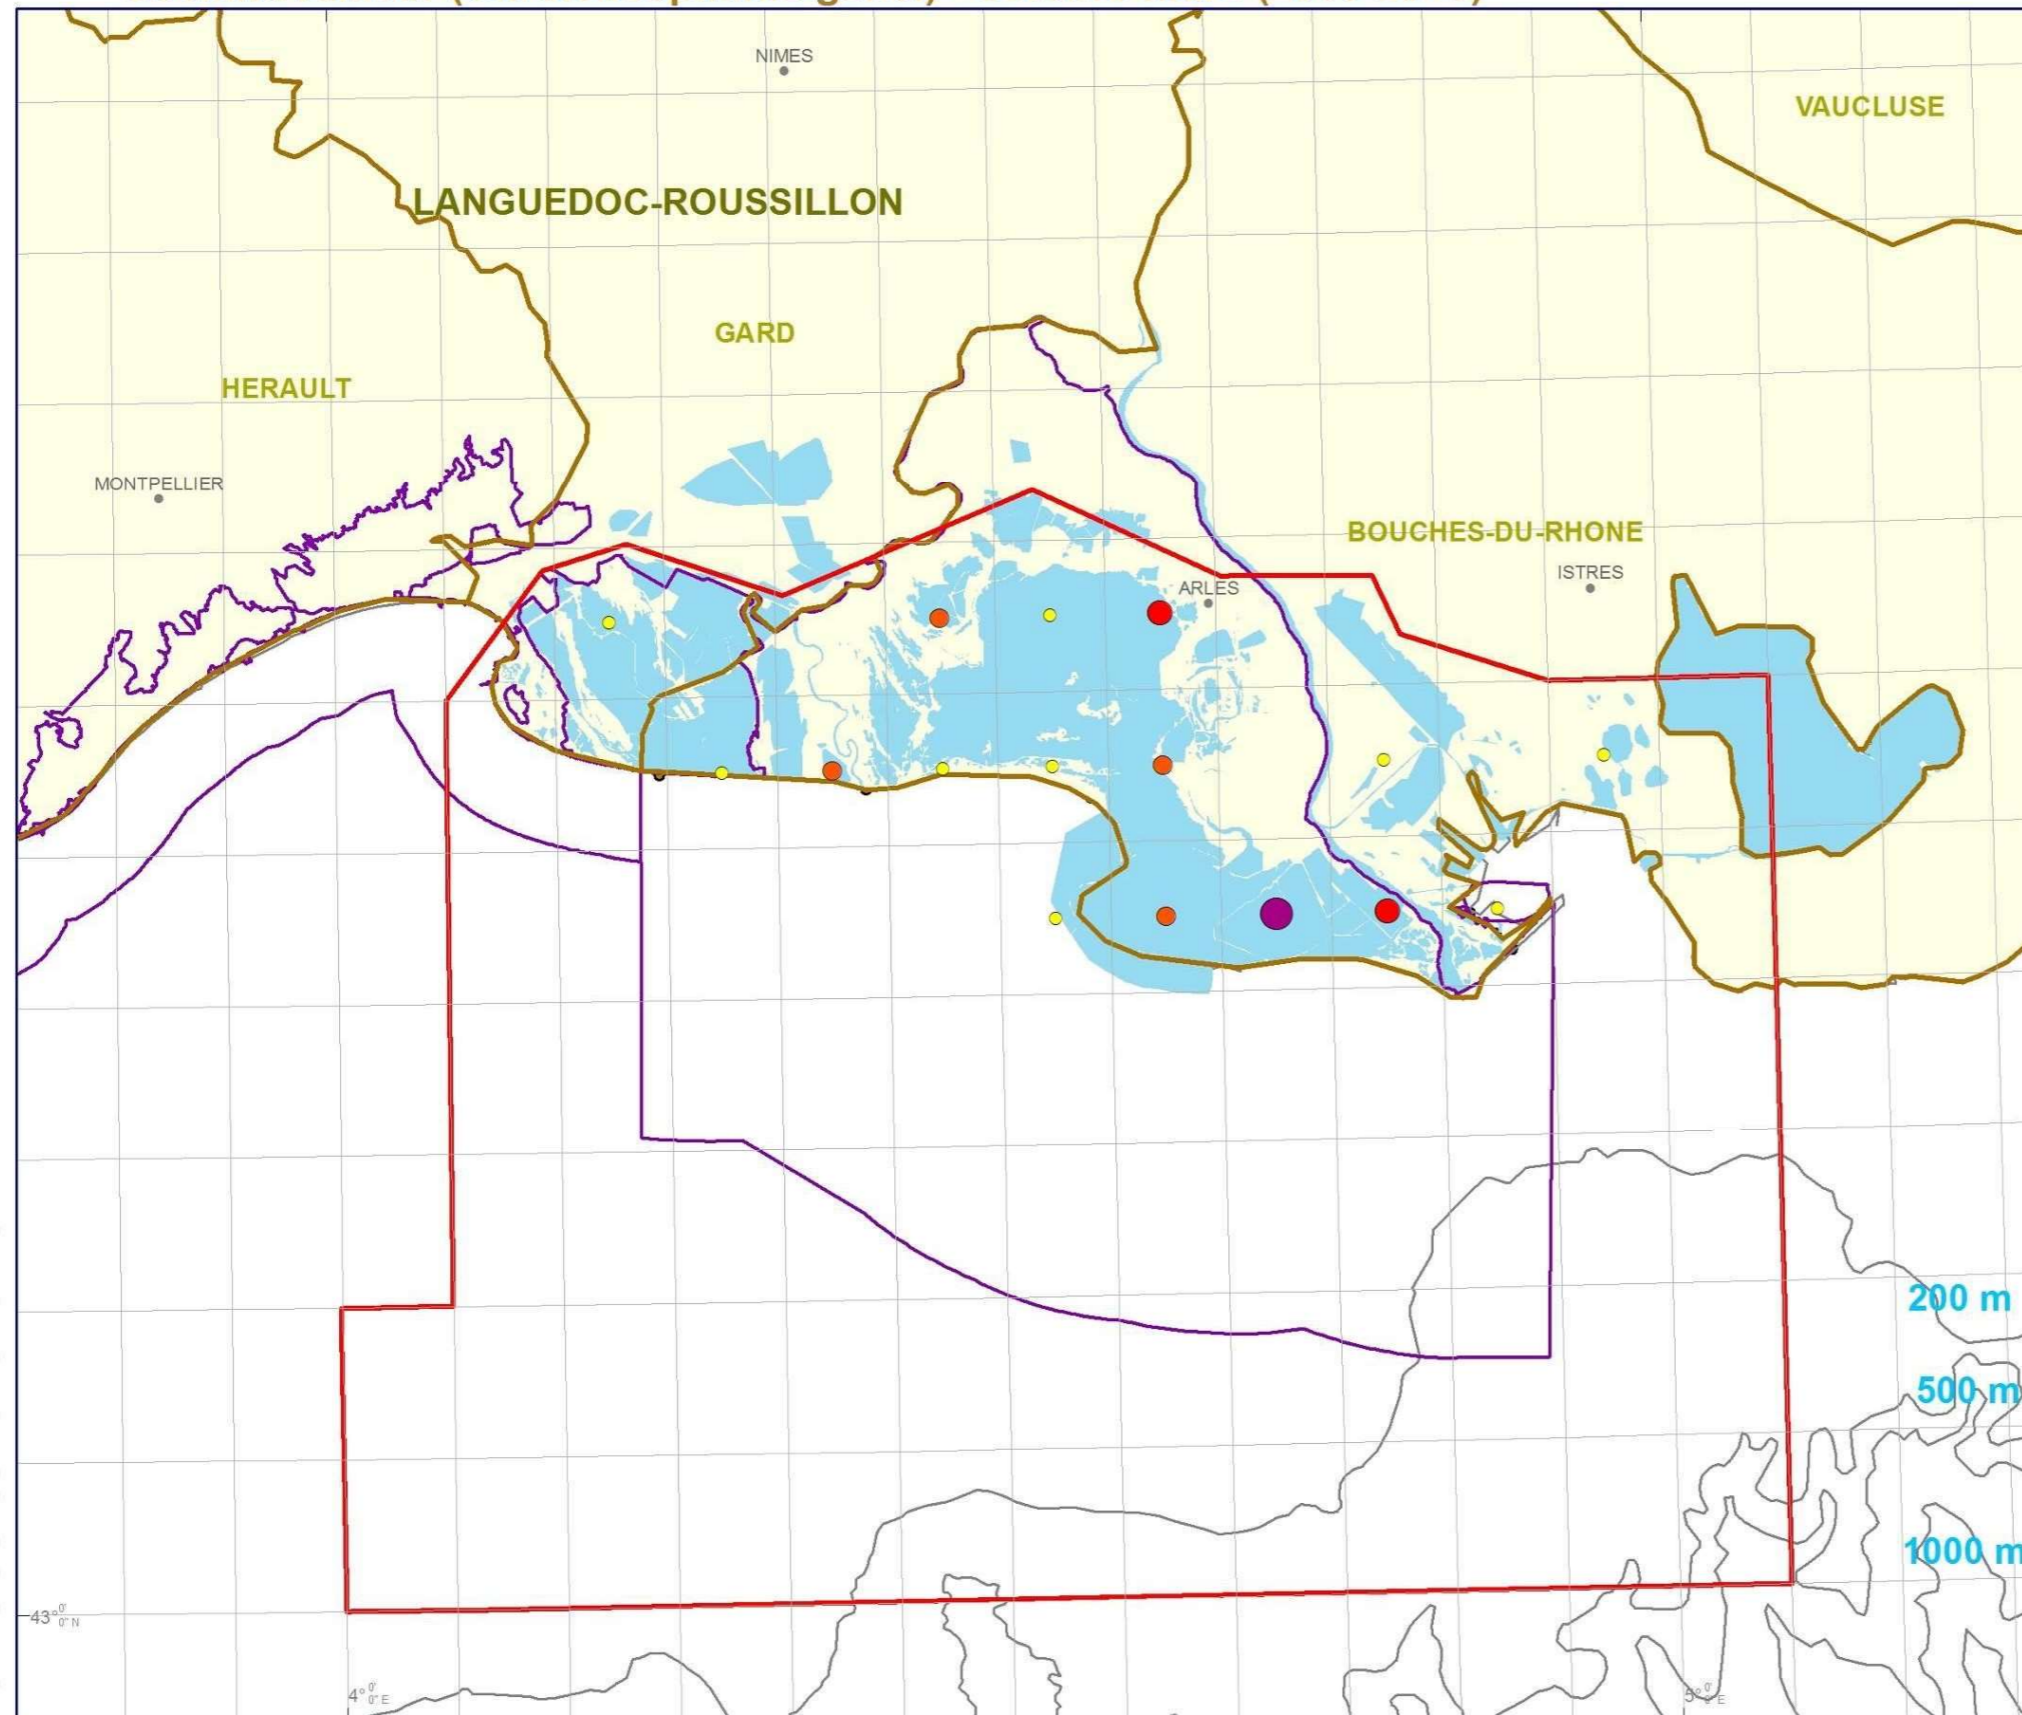 NIMES
VAUCLUSE
LANGUEDOC-ROUSSILLON
GARD
HERAULT
MONTPELLIER
BOUCHES-DU-RHONE
ISTRES
ARLES
200 m
500 m
1000 m
43° 0' 0" N
4° 0' 0" E
5° 0' 0" E